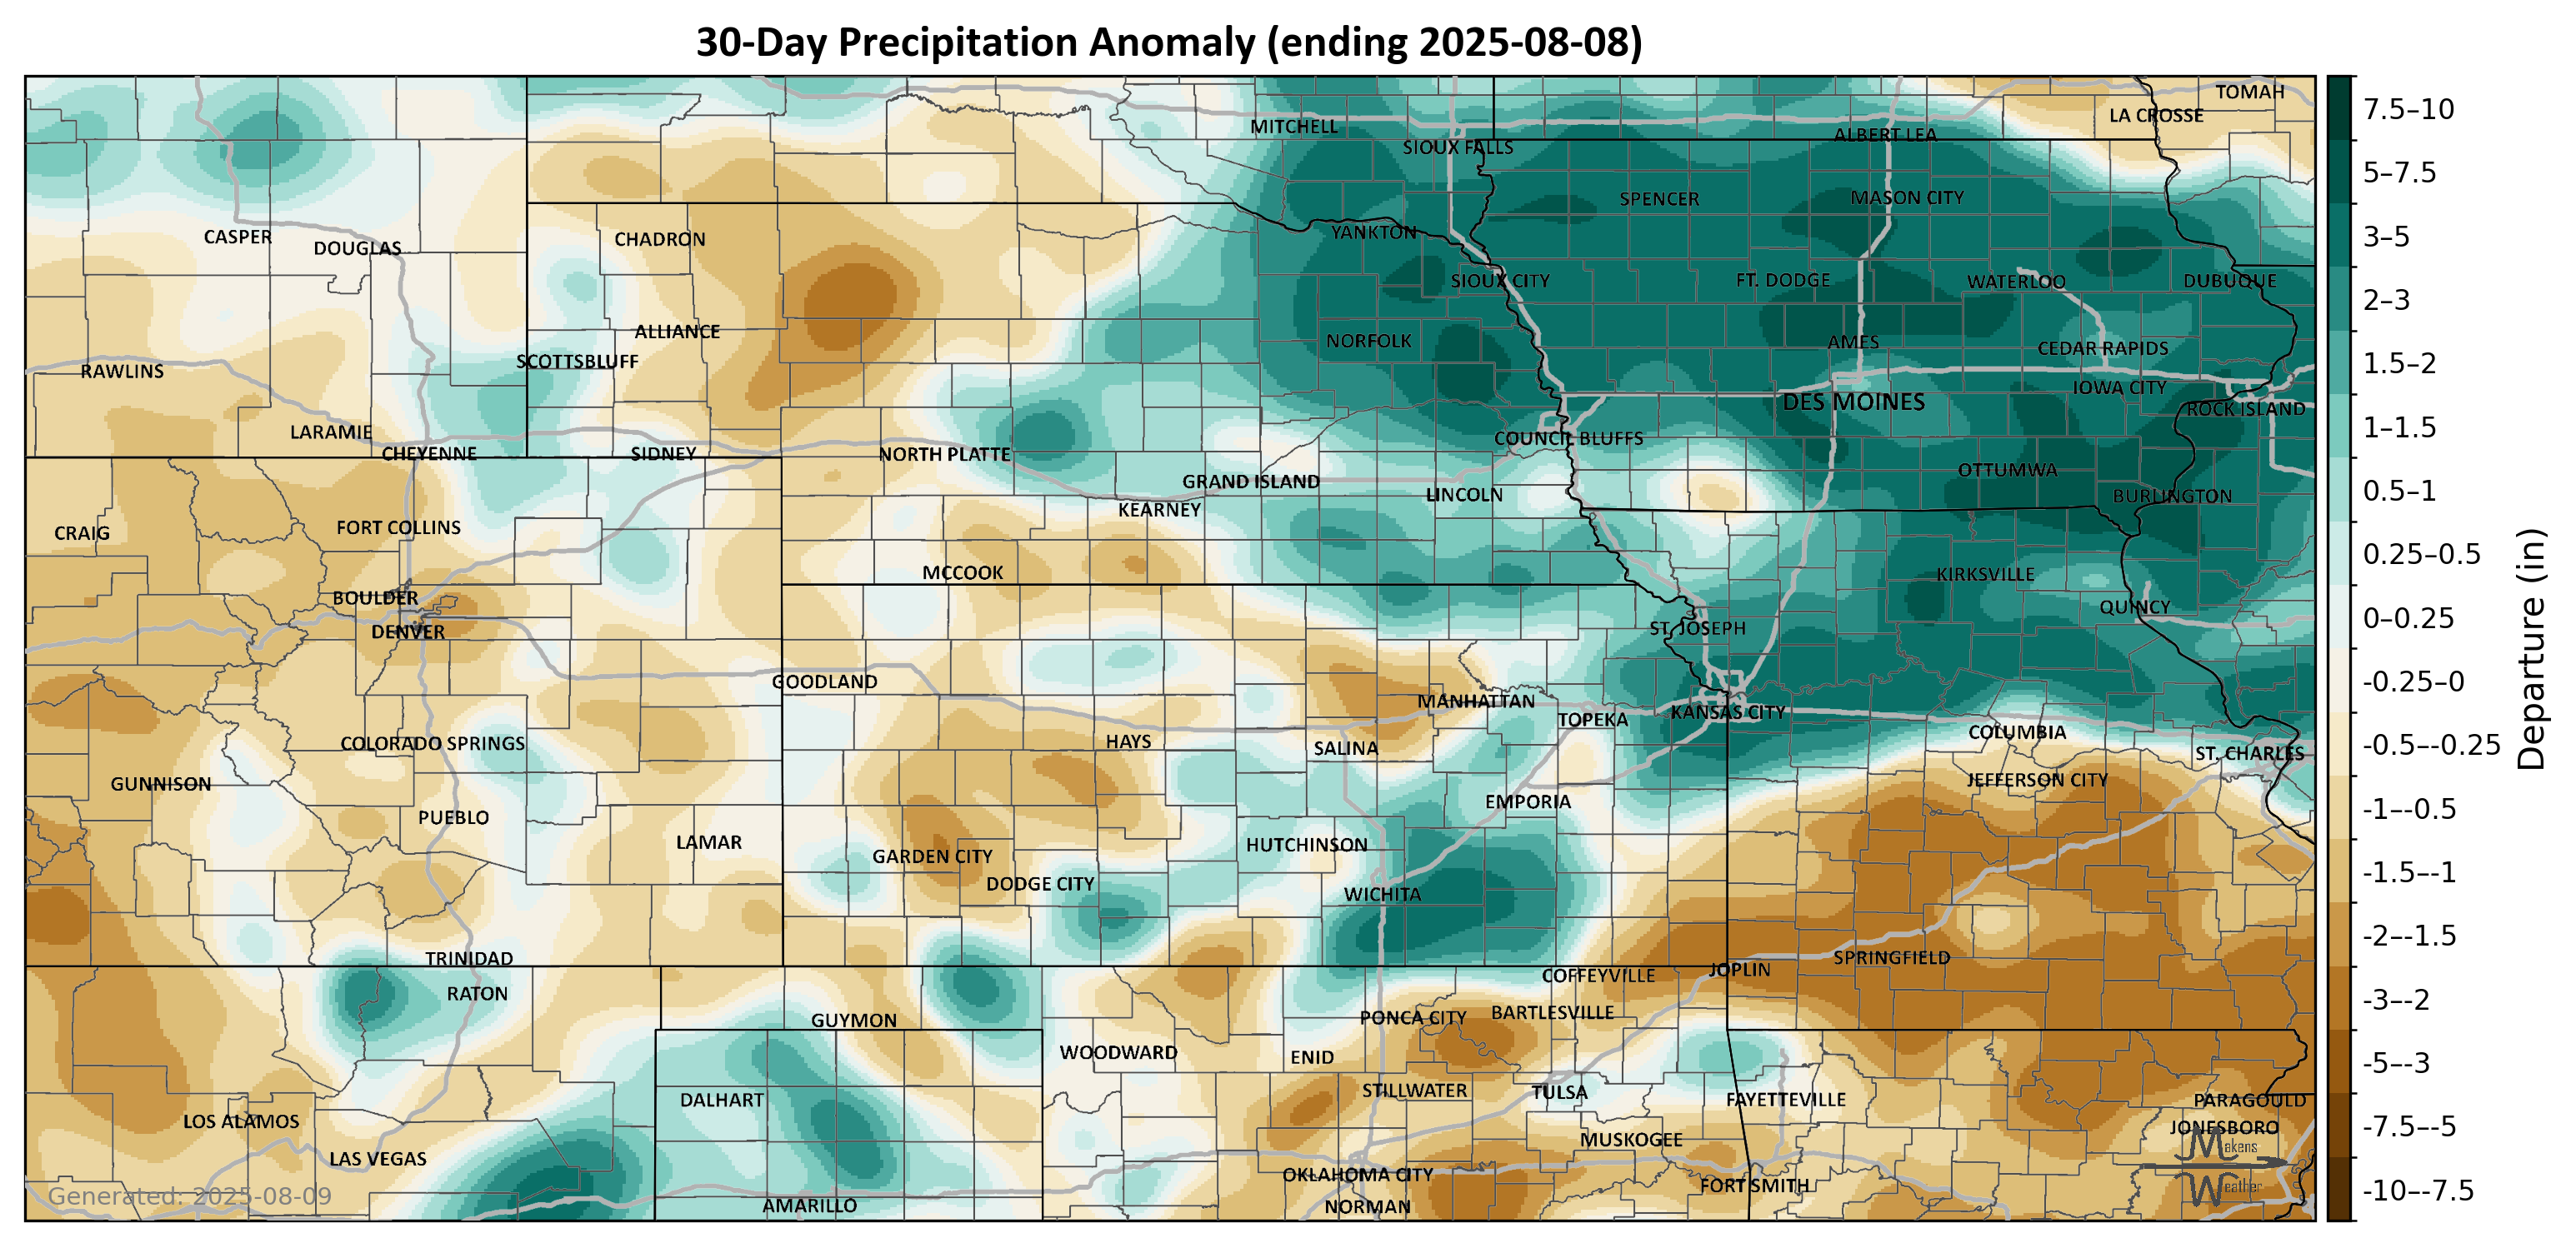 30-Day Precipitation Anomaly (ending 2025-08-08)
TOMAH
LA CROSSE
MITCHELL
ALBERT LEA
SIOUX FALLS
SPENCER
MASON CITY
CASPER
DOUGLAS
CHADRON
YANKTON
SIOUX CITY
FT. DODGE
WATERLOO
DUBUQUE
ALLIANCE
NORFOLK
AMES
CEDAR RAPIDS
SCOTTSBLUFF
RAWLINS
IOWA CITY
DES MOINES
ROCK ISLAND
LARAMIE
COUNCIL BLUFFS
CHEYENNE
SIDNEY
NORTH PLATTE
OTTUMWA
GRAND ISLAND
LINCOLN
BURLINGTON
KEARNEY
CRAIG
FORT COLLINS
MCCOOK
KIRKSVILLE
BOULDER
QUINCY
DENVER
ST. JOSEPH
GOODLAND
MANHATTAN
TOPEKA
KANSAS CITY
COLUMBIA
COLORADO SPRINGS
HAYS
SALINA
ST. CHARLES
GUNNISON
JEFFERSON CITY
EMPORIA
PUEBLO
LAMAR
HUTCHINSON
GARDEN CITY
DODGE CITY
WICHITA
TRINIDAD
SPRINGFIELD
COFFEYVILLE
JOPLIN
RATON
GUYMON
PONCA CITY
BARTLESVILLE
WOODWARD
ENID
DALHART
STILLWATER
TULSA
FAYETTEVILLE
PARAGOULD
LOS ALAMOS
JONESBORO
MUSKOGEE
LAS VEGAS
OKLAHOMA CITY
FORT SMITH
AMARILLO
NORMAN
Generated: 2025-08-09
Makens
Weather
7.5–10
5–7.5
3–5
2–3
1.5–2
1–1.5
0.5–1
0.25–0.5
0–0.25
-0.25–0
-0.5–-0.25
-1–-0.5
-1.5–-1
-2–-1.5
-3–-2
-5–-3
-7.5–-5
-10–-7.5
Departure (in)